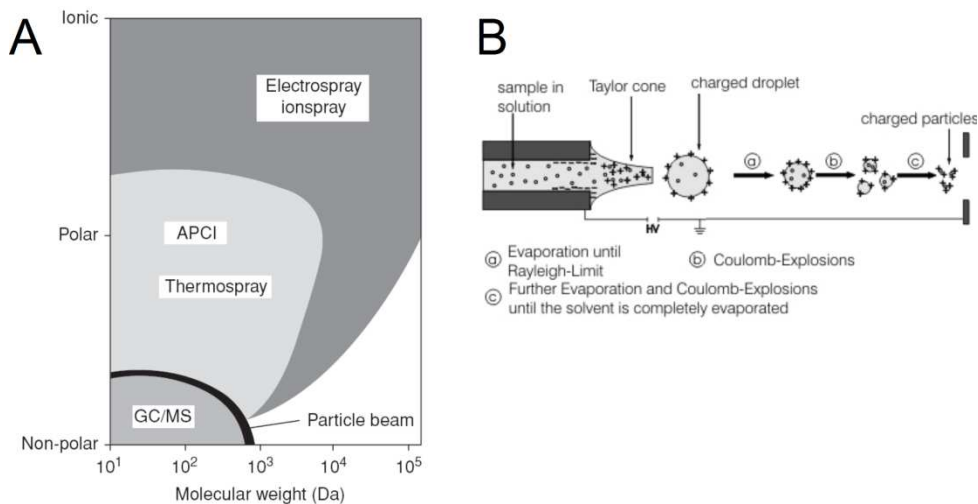 A
Ionic
Electrospray
ionspray
Polar
APCI
Thermospray
GC/MS
Particle beam
Non-polar
10¹ 10² 10³ 10⁴ 10⁵
Molecular weight (Da)
B
sample in
solution
Taylor cone
charged droplet
charged particles
a b c
HV
a Evaporation until
Rayleigh-Limit
b Coulomb-Explosions
c Further Evaporation and Coulomb-Explosions
until the solvent is completely evaporated